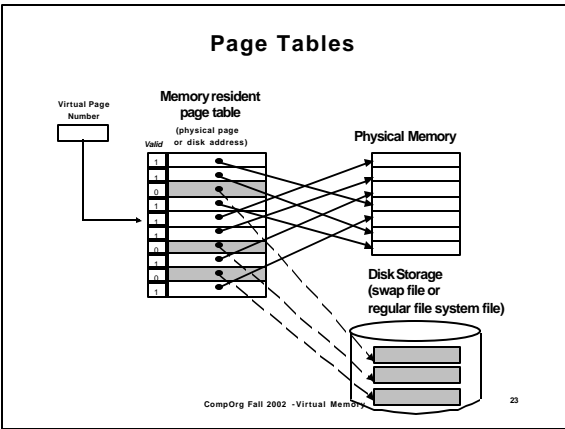 Page Tables
Virtual Page
Number
Memory resident
page table
(physical page
or disk address)
Valid
Physical Memory
1
1
0
1
1
1
0
1
0
1
Disk Storage
(swap file or
regular file system file)
CompOrg Fall 2002 - Virtual Memory
23